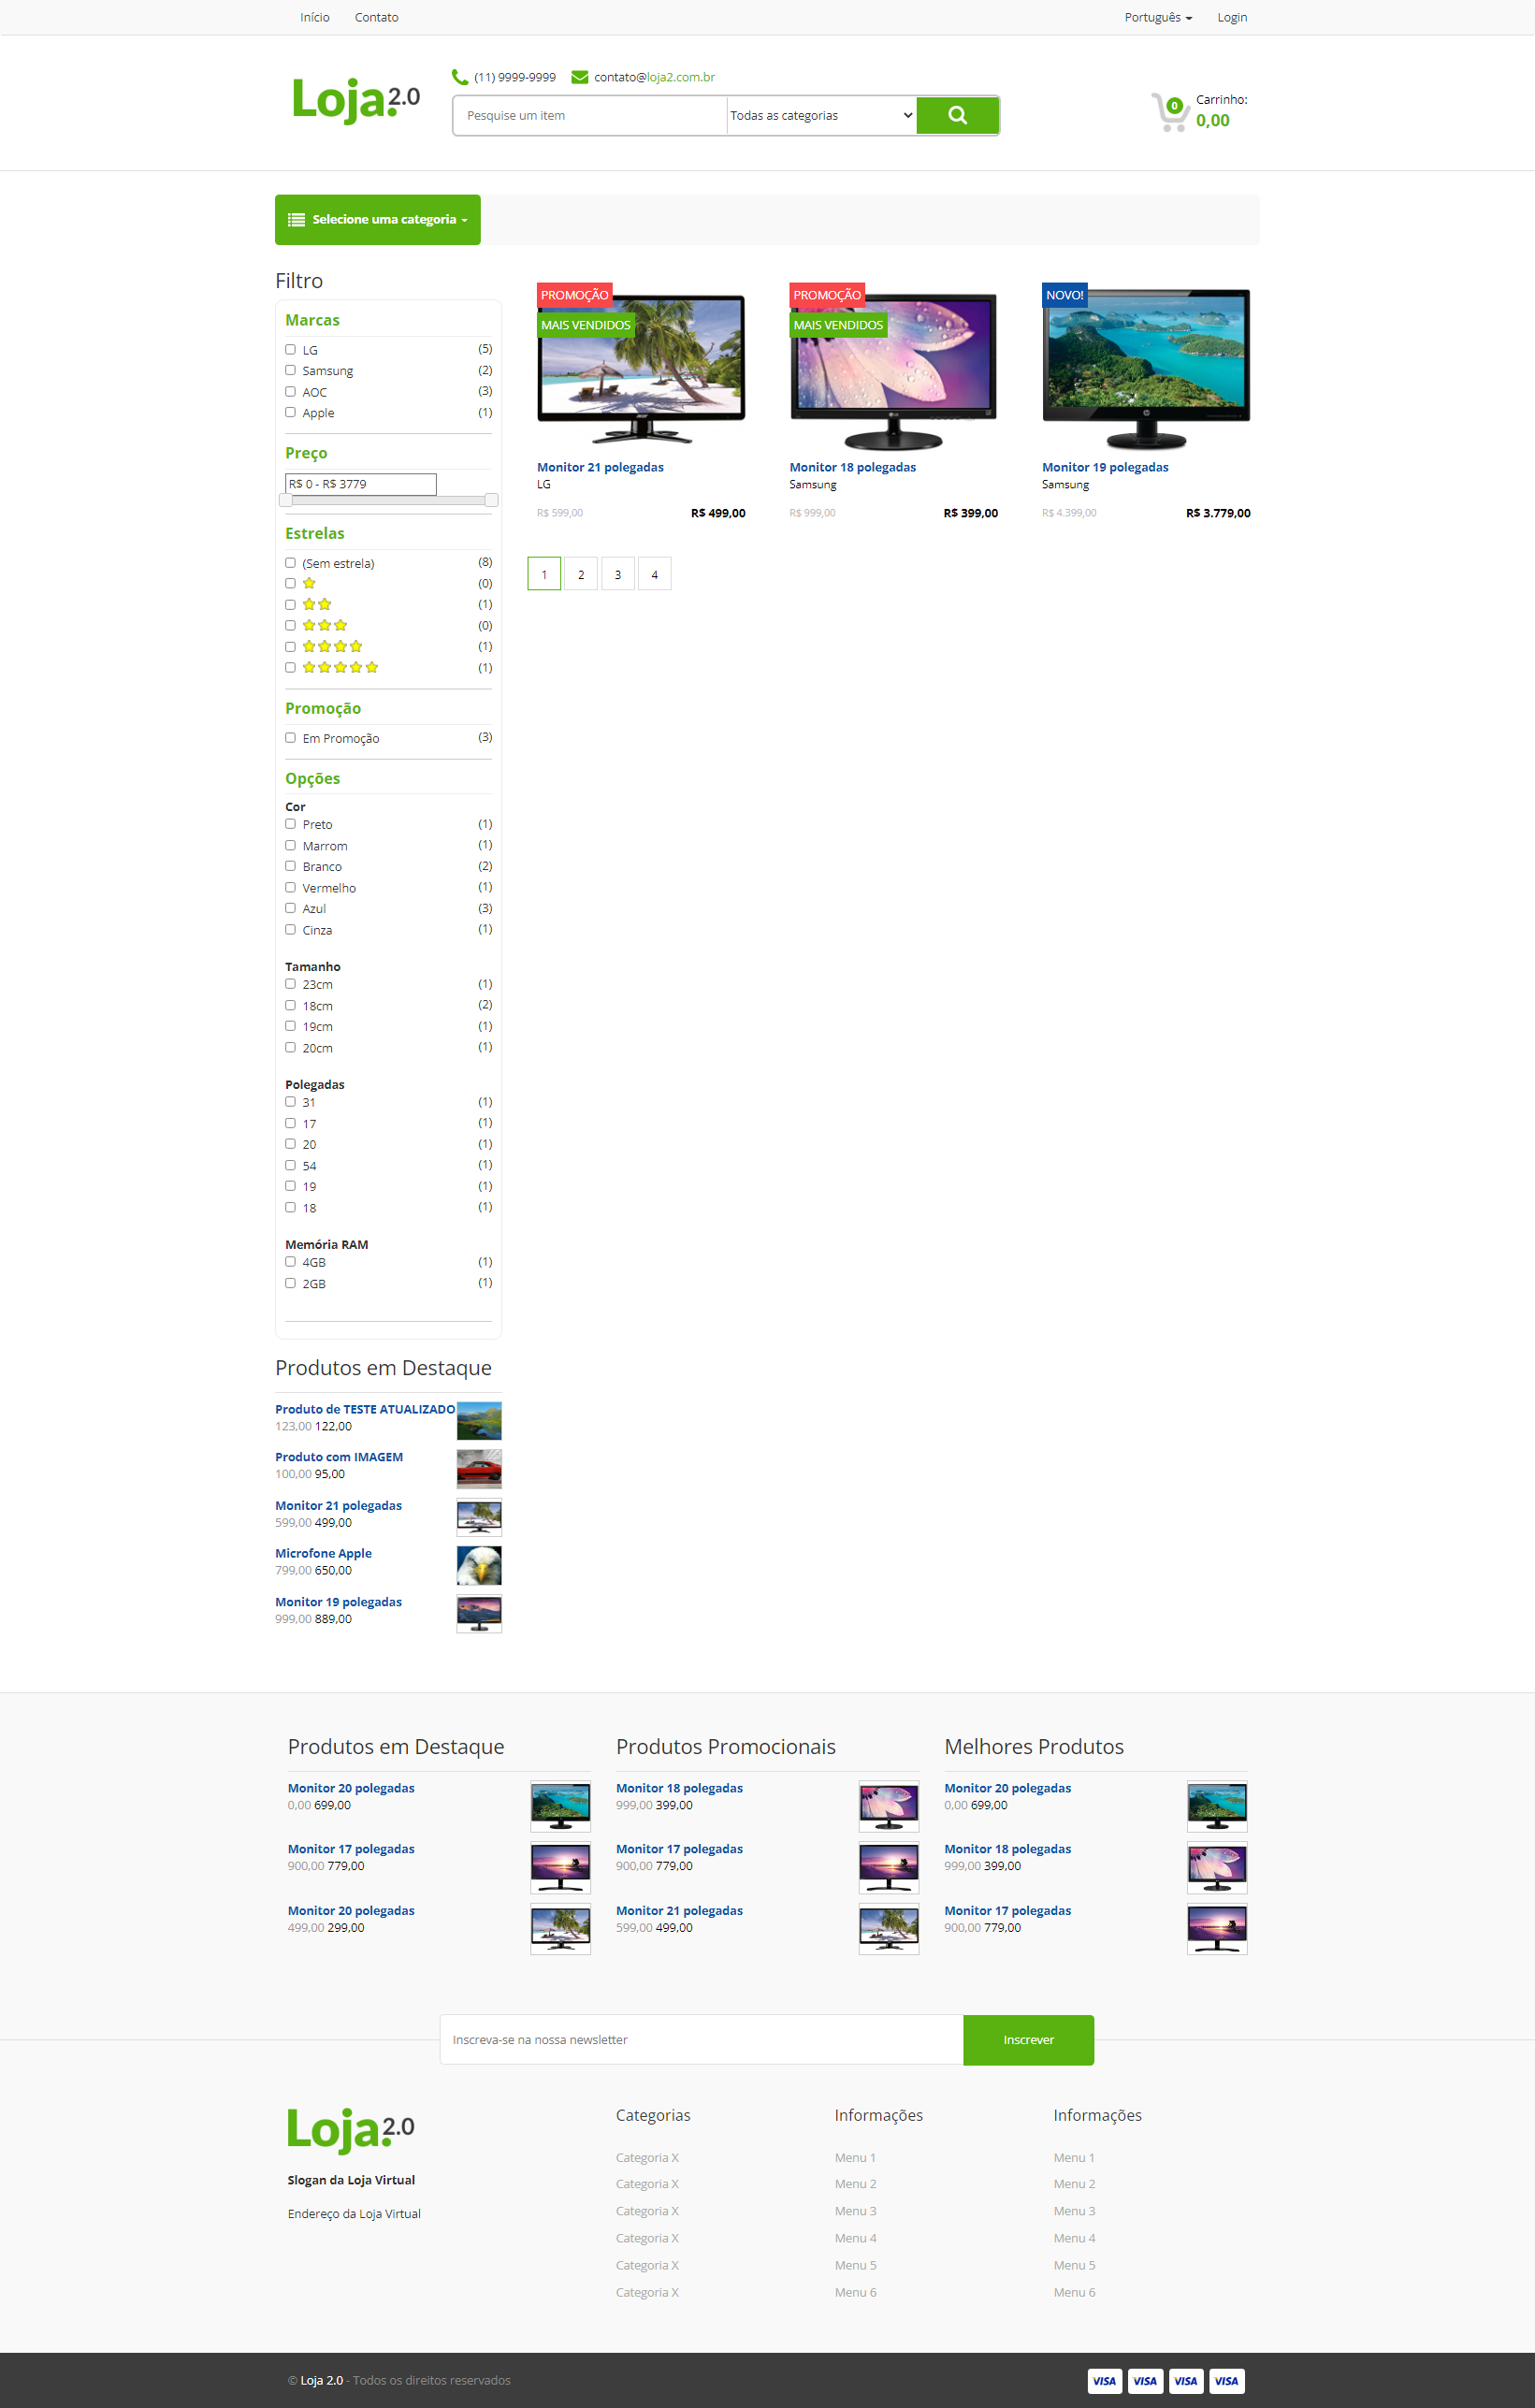 Início Contato Português Login
Loja2.0
(11) 9999-9999 contato@loja2.com.br
Pesquise um item Todas as categorias
0 Carrinho:
0,00
Selecione uma categoria
Filtro
Marcas
LG (5)
Samsung (2)
AOC (3)
Apple (1)
Preço
R$ 0 - R$ 3779
Estrelas
(Sem estrela) (8)
(0)
(1)
(0)
(1)
(1)
Promoção
Em Promoção (3)
Opções
Cor
Preto (1)
Marrom (1)
Branco (2)
Vermelho (1)
Azul (3)
Cinza (1)
Tamanho
23cm (1)
18cm (2)
19cm (1)
20cm (1)
Polegadas
31 (1)
17 (1)
20 (1)
54 (1)
19 (1)
18 (1)
Memória RAM
4GB (1)
2GB (1)
PROMOÇÃO
MAIS VENDIDOS
Monitor 21 polegadas
LG
R$ 599,00 R$ 499,00
PROMOÇÃO
MAIS VENDIDOS
Monitor 18 polegadas
Samsung
R$ 999,00 R$ 399,00
NOVO!
Monitor 19 polegadas
Samsung
R$ 4.399,00 R$ 3.779,00
1 2 3 4
Produtos em Destaque
Produto de TESTE ATUALIZADO
123,00 122,00
Produto com IMAGEM
100,00 95,00
Monitor 21 polegadas
599,00 499,00
Microfone Apple
799,00 650,00
Monitor 19 polegadas
999,00 889,00
Produtos em Destaque
Monitor 20 polegadas
0,00 699,00
Monitor 17 polegadas
900,00 779,00
Monitor 20 polegadas
499,00 299,00
Produtos Promocionais
Monitor 18 polegadas
999,00 399,00
Monitor 17 polegadas
900,00 779,00
Monitor 21 polegadas
599,00 499,00
Melhores Produtos
Monitor 20 polegadas
0,00 699,00
Monitor 18 polegadas
999,00 399,00
Monitor 17 polegadas
900,00 779,00
Inscreva-se na nossa newsletter Inscrever
Loja2.0
Slogan da Loja Virtual
Endereço da Loja Virtual
Categorias
Categoria X
Categoria X
Categoria X
Categoria X
Categoria X
Categoria X
Informações
Menu 1
Menu 2
Menu 3
Menu 4
Menu 5
Menu 6
Informações
Menu 1
Menu 2
Menu 3
Menu 4
Menu 5
Menu 6
© Loja 2.0 - Todos os direitos reservados
VISA VISA VISA VISA